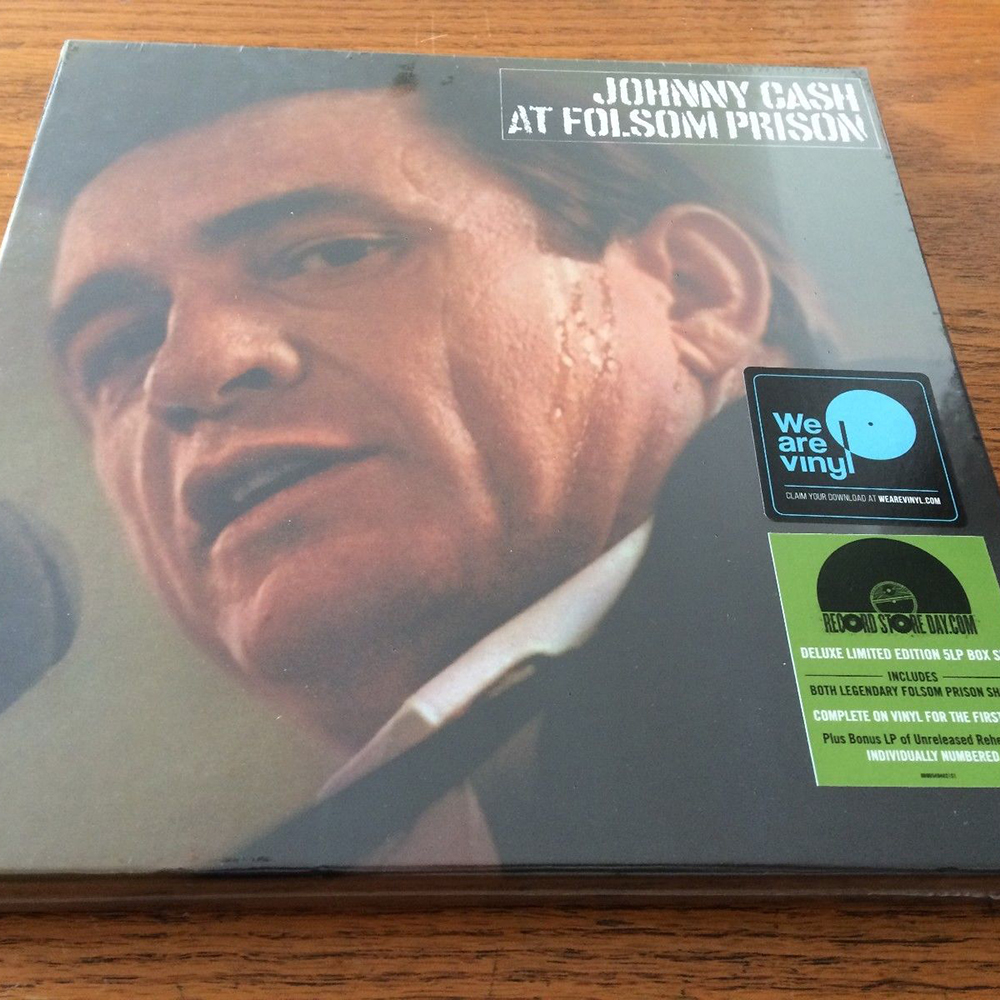 JOHNNY CASH
AT FOLSOM PRISON
We
are
vinyl
CLAIM YOUR DOWNLOAD AT WEAREVINYL.COM
RECORD STORE DAY.COM
DELUXE LIMITED EDITION 5LP BOX
INCLUDES
BOTH LEGENDARY FOLSOM PRISON
COMPLETE ON VINYL FOR THE FIRST
Plus Bonus LP of Unreleased
INDIVIDUALLY NUMBERED